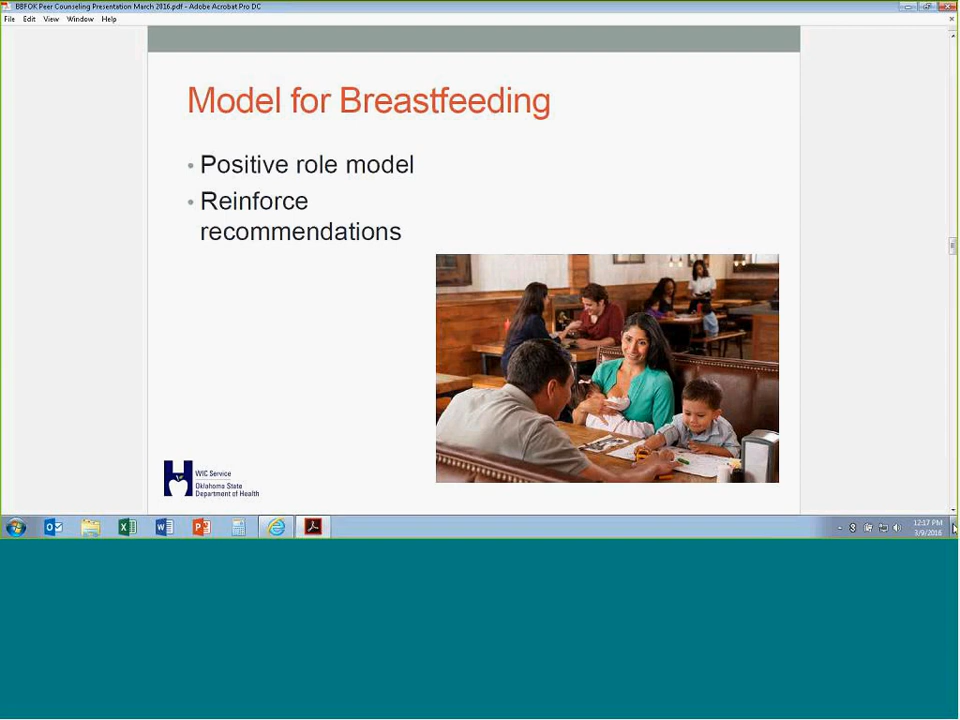 BBFOK Peer Counseling Presentation March 2016.pdf - Adobe Acrobat Pro DC
File Edit View Window Help
Model for Breastfeeding
• Positive role model
• Reinforce
recommendations
WIC Service
Oklahoma State
Department of Health
12:17 PM
3/9/2016